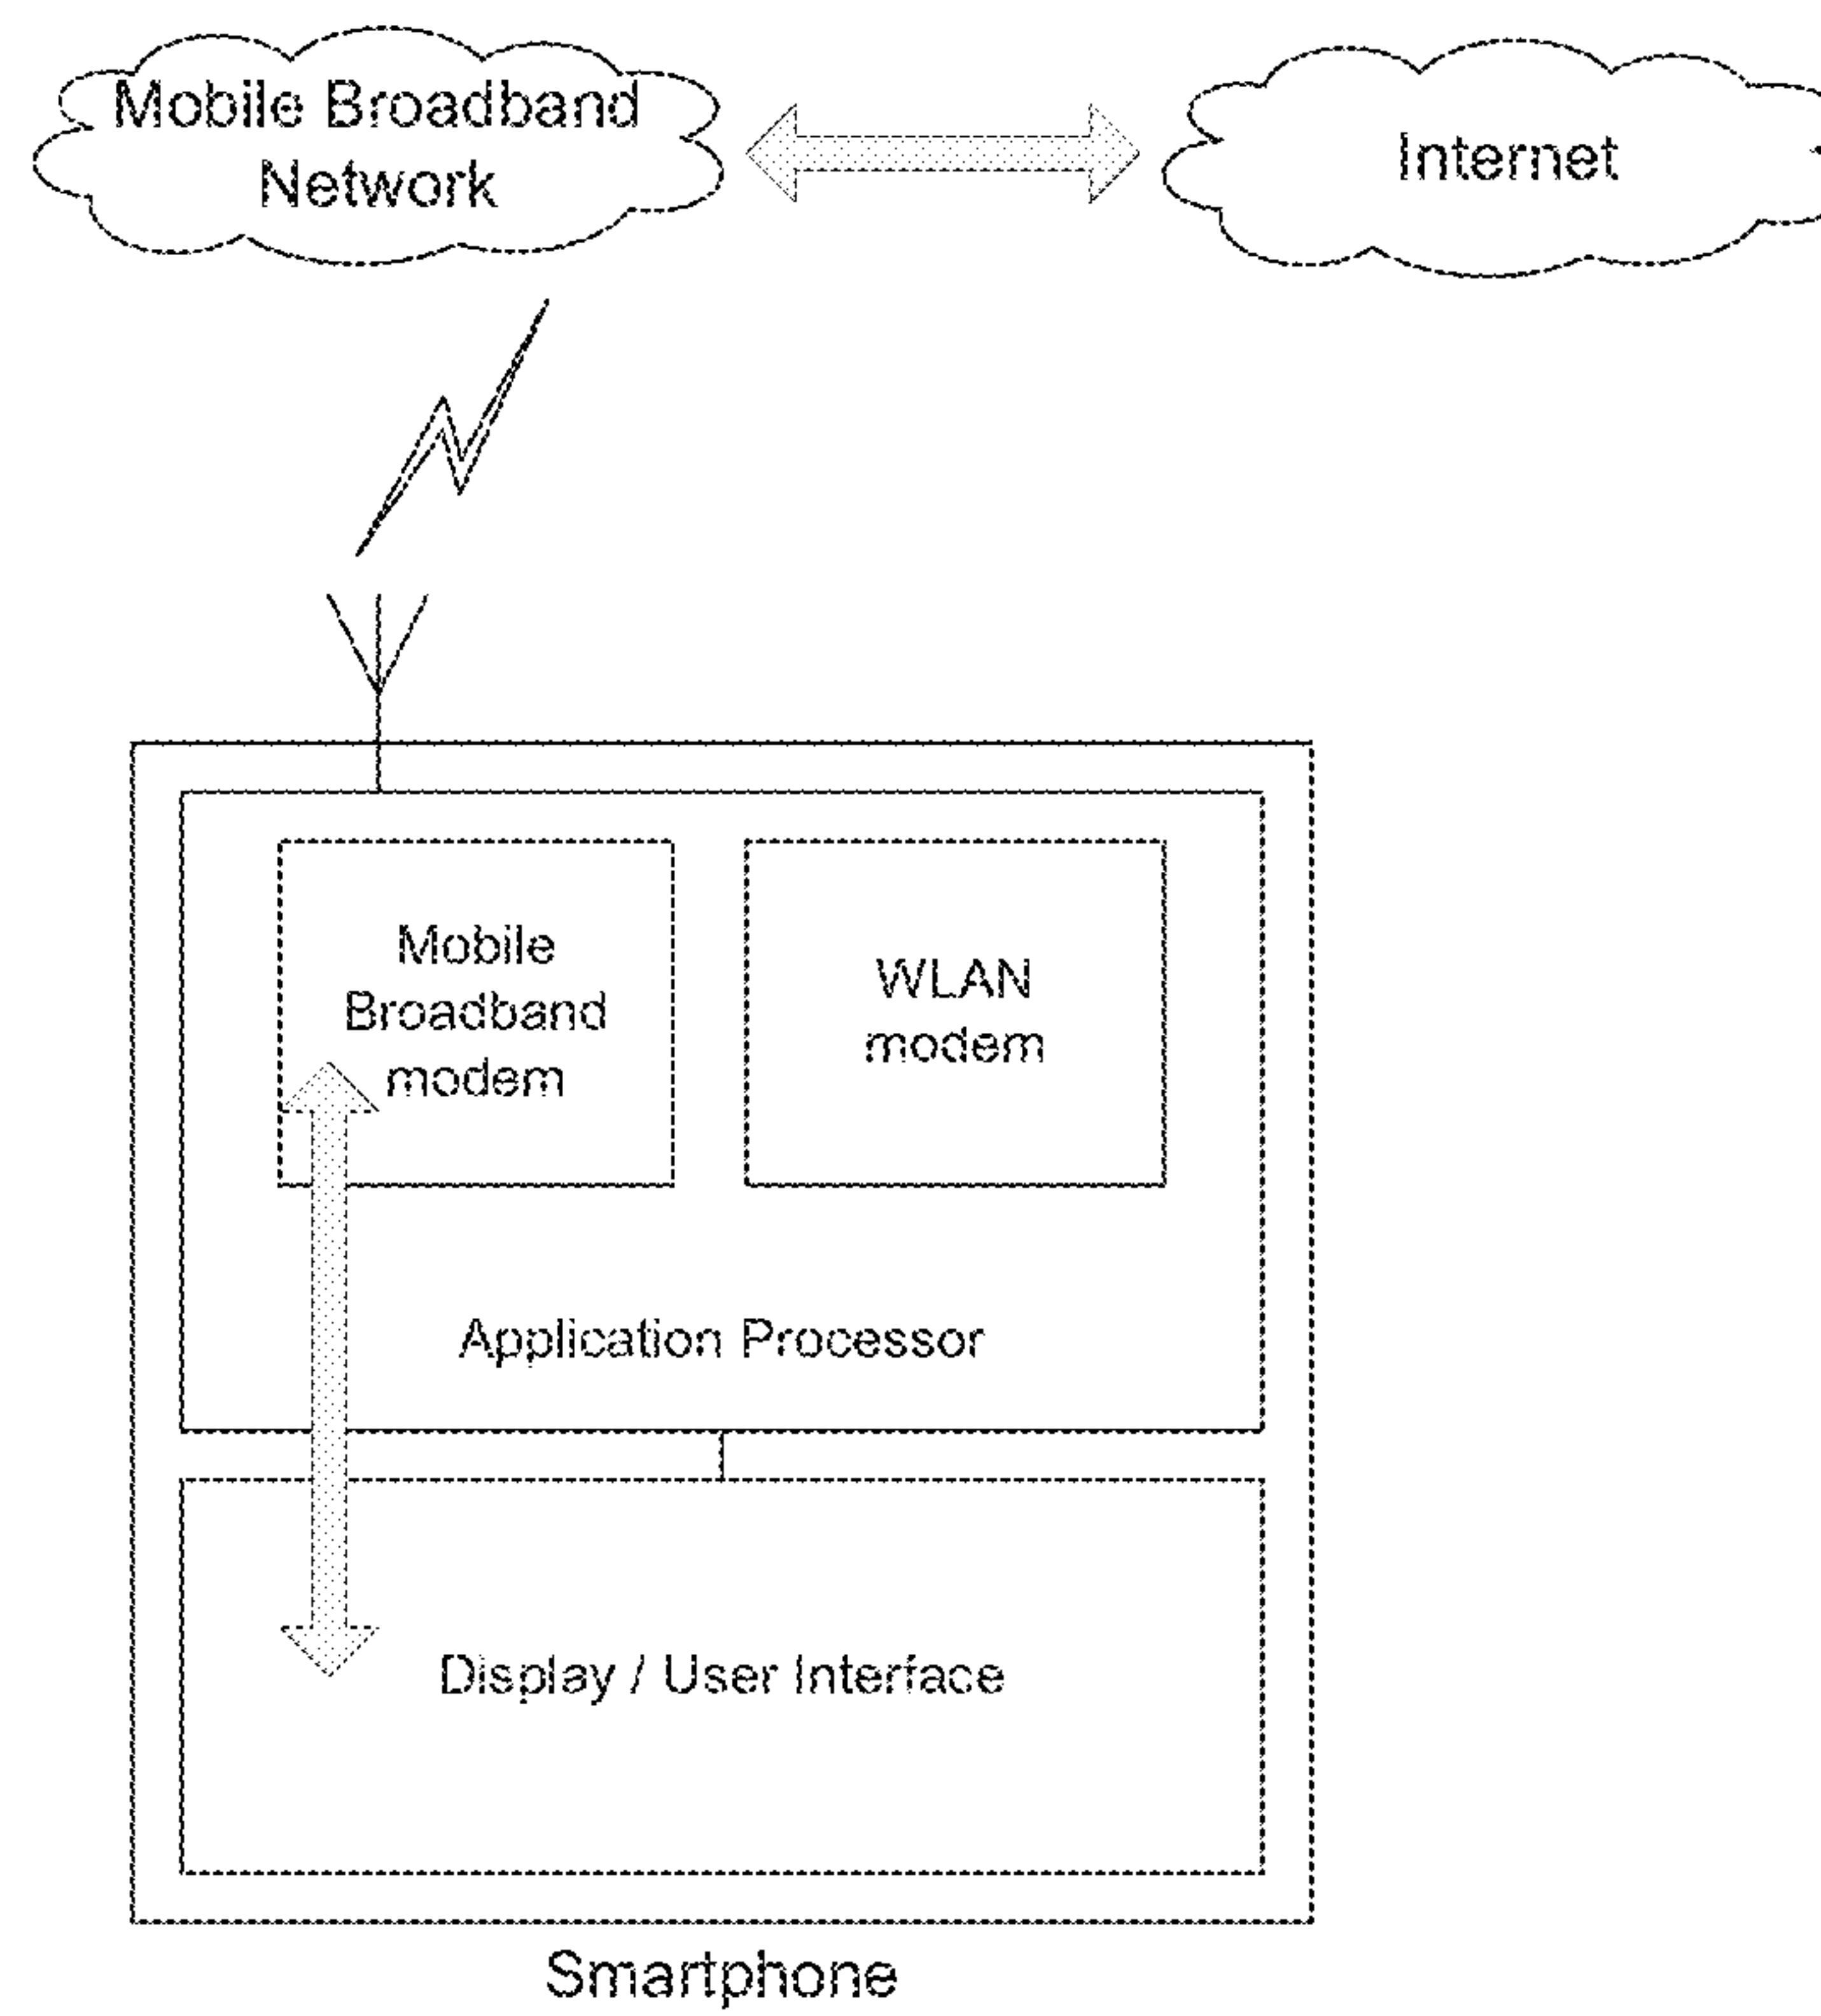 Mobile Broadband
Network
Internet
Mobile
Broadband
modem
WLAN
modem
Application Processor
Display / User Interface
Smartphone